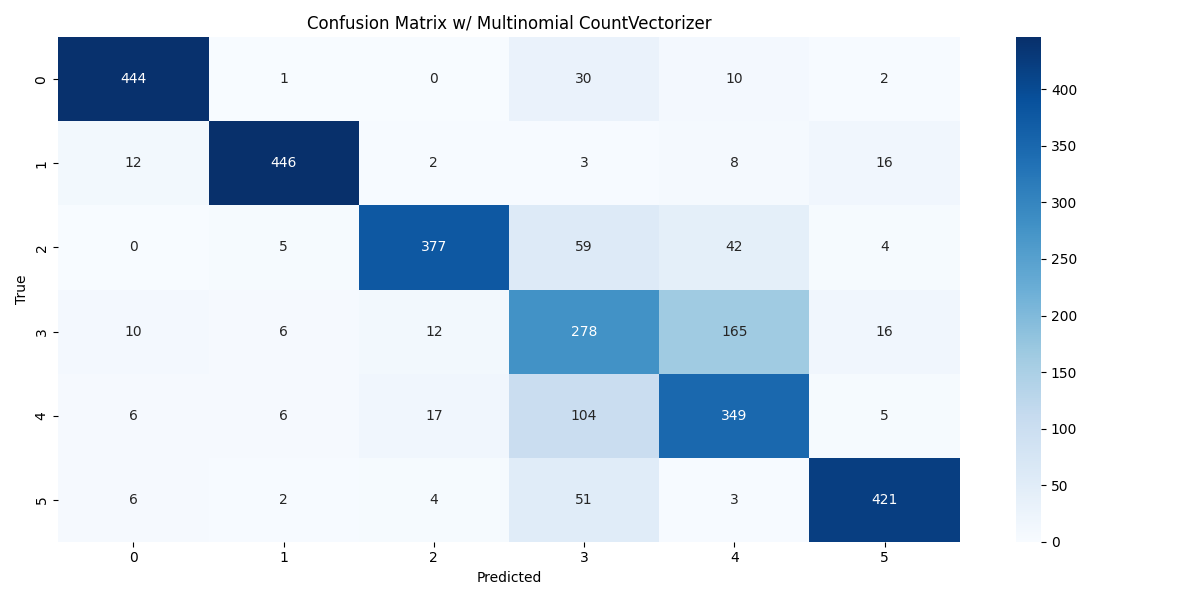 Confusion Matrix w/ Multinomial CountVectorizer
0 444 1 0 30 10 2
1 12 446 2 3 8 16
2 0 5 377 59 42 4
3 10 6 12 278 165 16
4 6 6 17 104 349 5
5 6 2 4 51 3 421
0 1 2 3 4 5
Predicted
True
400
350
300
250
200
150
100
50
0